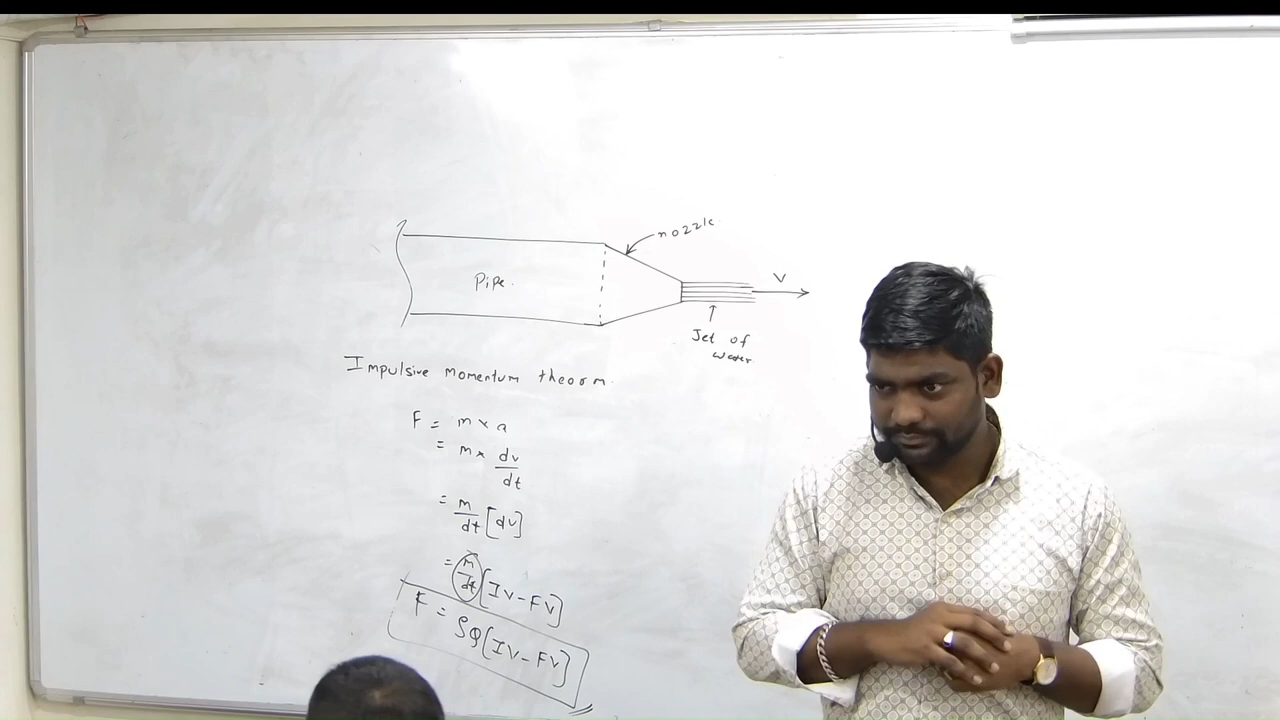 nozzle
Pipe.
V
Jet of
water
Impulsive momentum theorm.
F = m × a
= m × dv/dt
= m/dt [dv]
= m/dt [IV - FV]
F = ρQ[IV - FV]